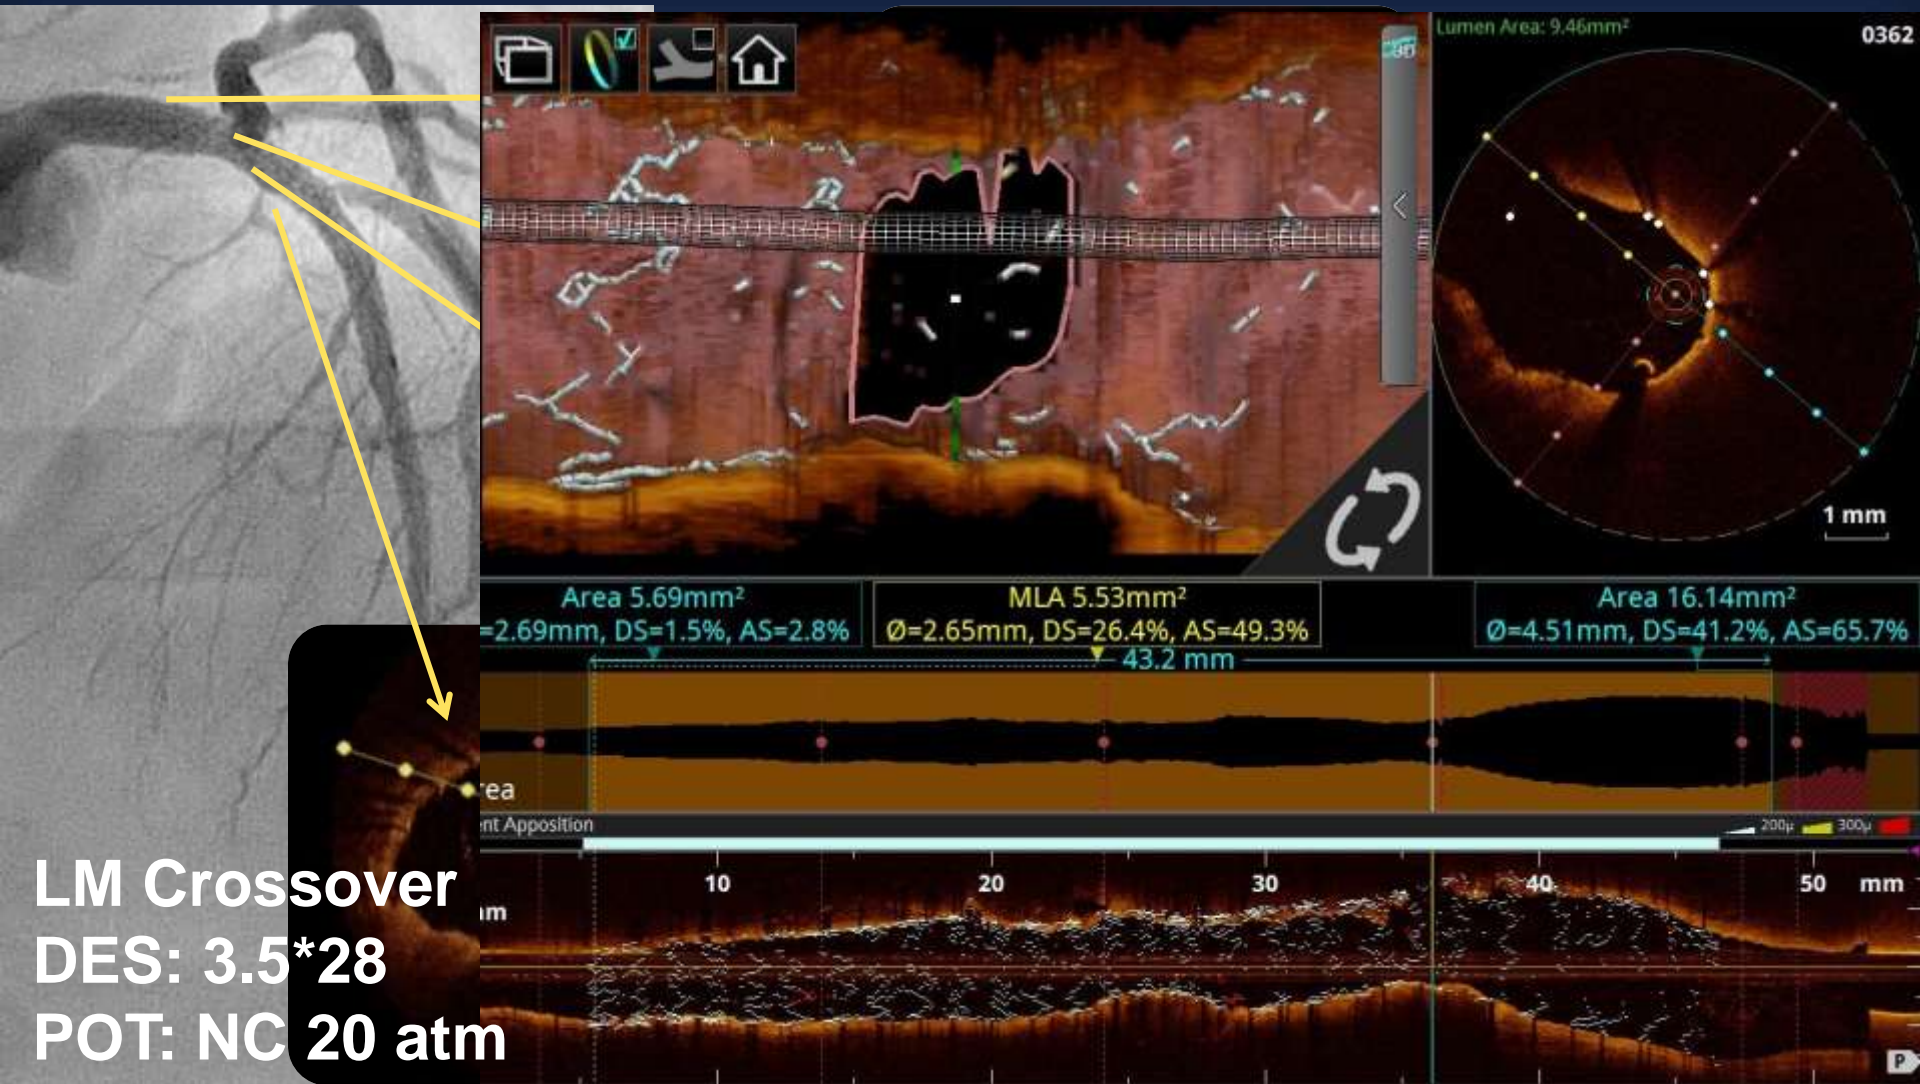 Lumen Area: 9.46mm²
0362
3D
1 mm
Area 5.69mm²
=2.69mm, DS=1.5%, AS=2.8%
MLA 5.53mm²
Ø=2.65mm, DS=26.4%, AS=49.3%
Area 16.14mm²
Ø=4.51mm, DS=41.2%, AS=65.7%
43.2 mm
rea
ent Apposition
200µ
300µ
10
20
30
40
50
mm
m
P
LM Crossover
DES: 3.5*28
POT: NC 20 atm